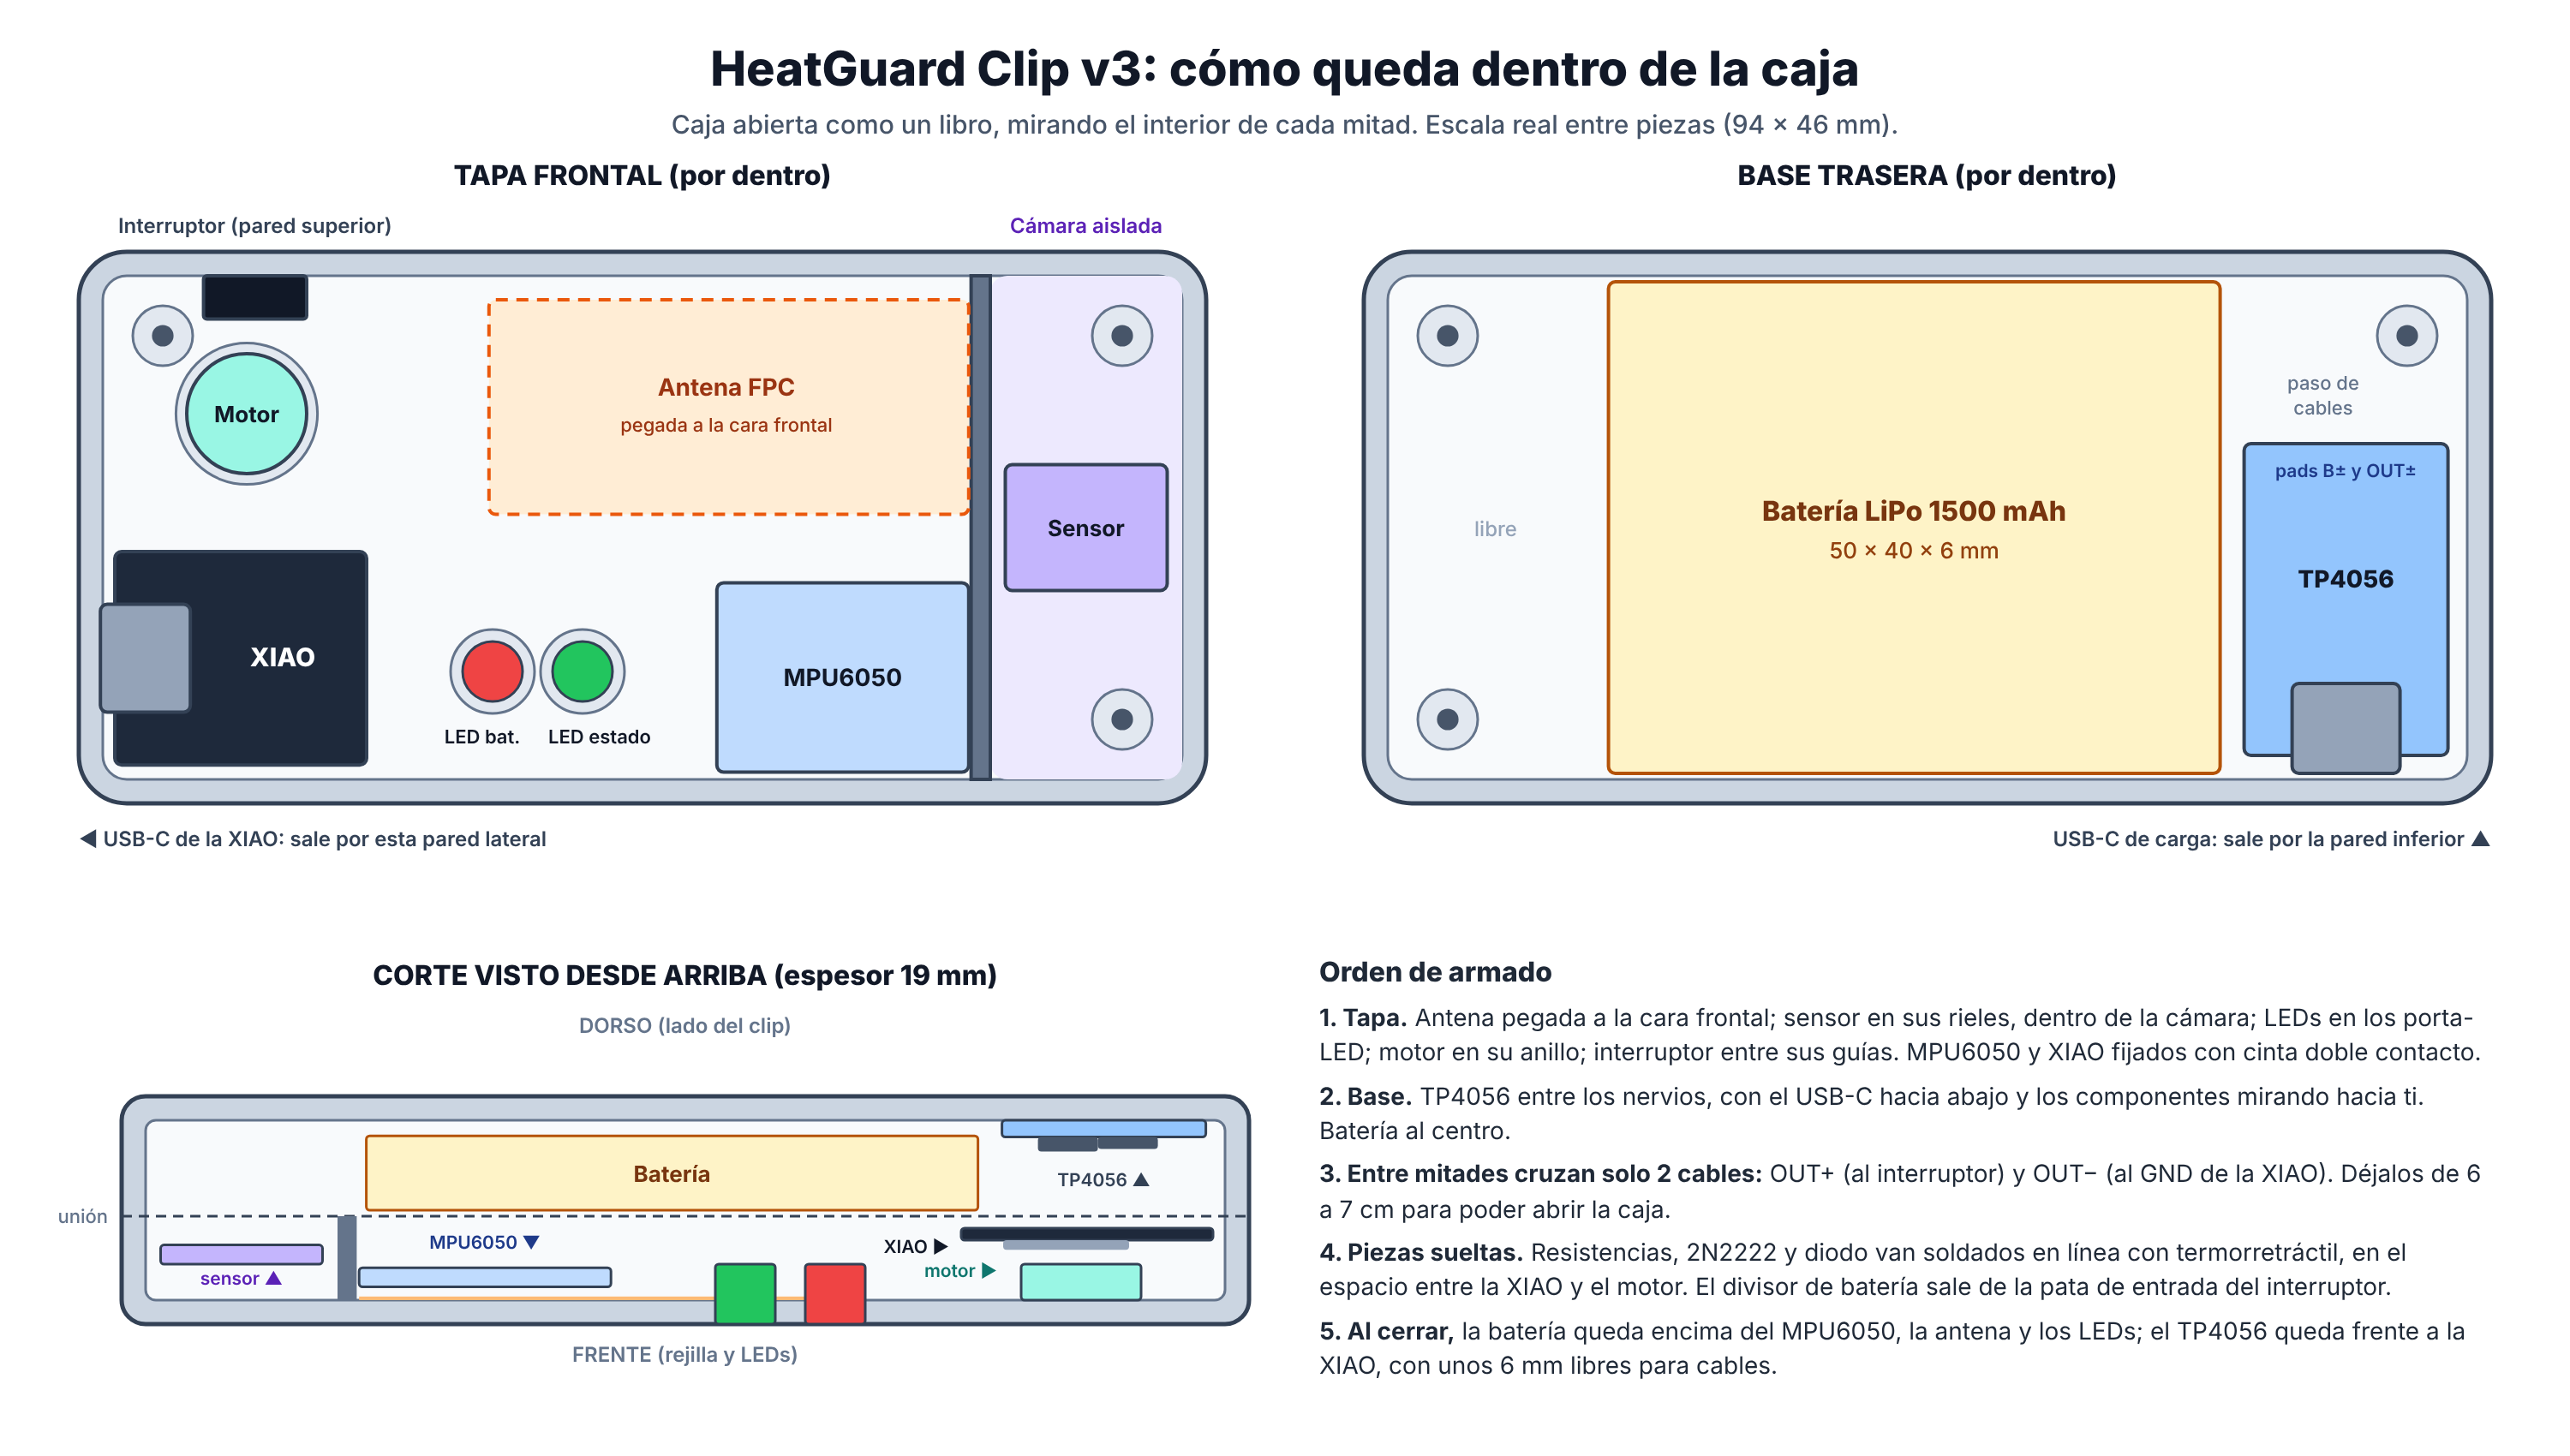 HeatGuard Clip v3: cómo queda dentro de la caja
Caja abierta como un libro, mirando el interior de cada mitad. Escala real entre piezas (94 × 46 mm).
TAPA FRONTAL (por dentro)
Interruptor (pared superior)
Cámara aislada
Motor
Antena FPC
pegada a la cara frontal
Sensor
XIAO
LED bat.
LED estado
MPU6050
◀ USB-C de la XIAO: sale por esta pared lateral
BASE TRASERA (por dentro)
libre
Batería LiPo 1500 mAh
50 × 40 × 6 mm
paso de
cables
pads B± y OUT±
TP4056
USB-C de carga: sale por la pared inferior ▲
CORTE VISTO DESDE ARRIBA (espesor 19 mm)
DORSO (lado del clip)
Batería
TP4056 ▲
unión
MPU6050 ▼
XIAO ▶
sensor ▲
motor ▶
FRENTE (rejilla y LEDs)
Orden de armado
1. Tapa. Antena pegada a la cara frontal; sensor en sus rieles, dentro de la cámara; LEDs en los porta-
LED; motor en su anillo; interruptor entre sus guías. MPU6050 y XIAO fijados con cinta doble contacto.
2. Base. TP4056 entre los nervios, con el USB-C hacia abajo y los componentes mirando hacia ti.
Batería al centro.
3. Entre mitades cruzan solo 2 cables: OUT+ (al interruptor) y OUT− (al GND de la XIAO). Déjalos de 6
a 7 cm para poder abrir la caja.
4. Piezas sueltas. Resistencias, 2N2222 y diodo van soldados en línea con termorretráctil, en el
espacio entre la XIAO y el motor. El divisor de batería sale de la pata de entrada del interruptor.
5. Al cerrar, la batería queda encima del MPU6050, la antena y los LEDs; el TP4056 queda frente a la
XIAO, con unos 6 mm libres para cables.